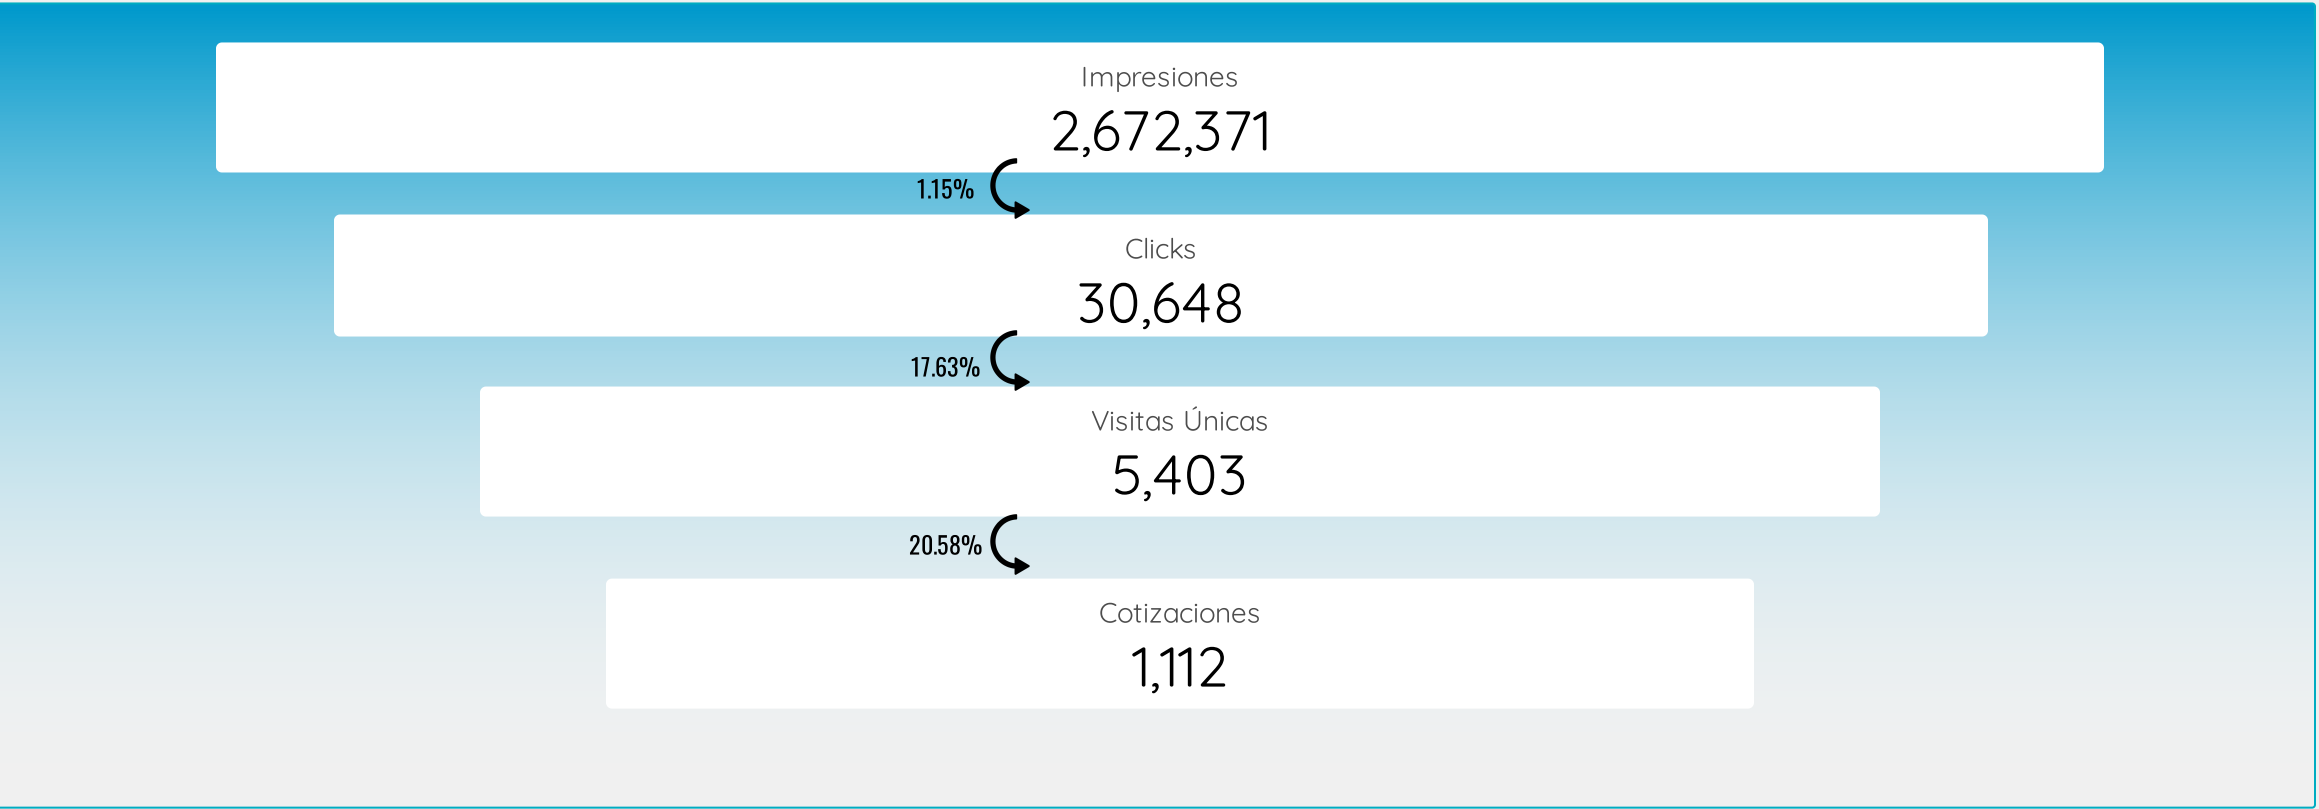 Impresiones
2,672,371
1.15%
Clicks
30,648
17.63%
Visitas Únicas
5,403
20.58%
Cotizaciones
1,112